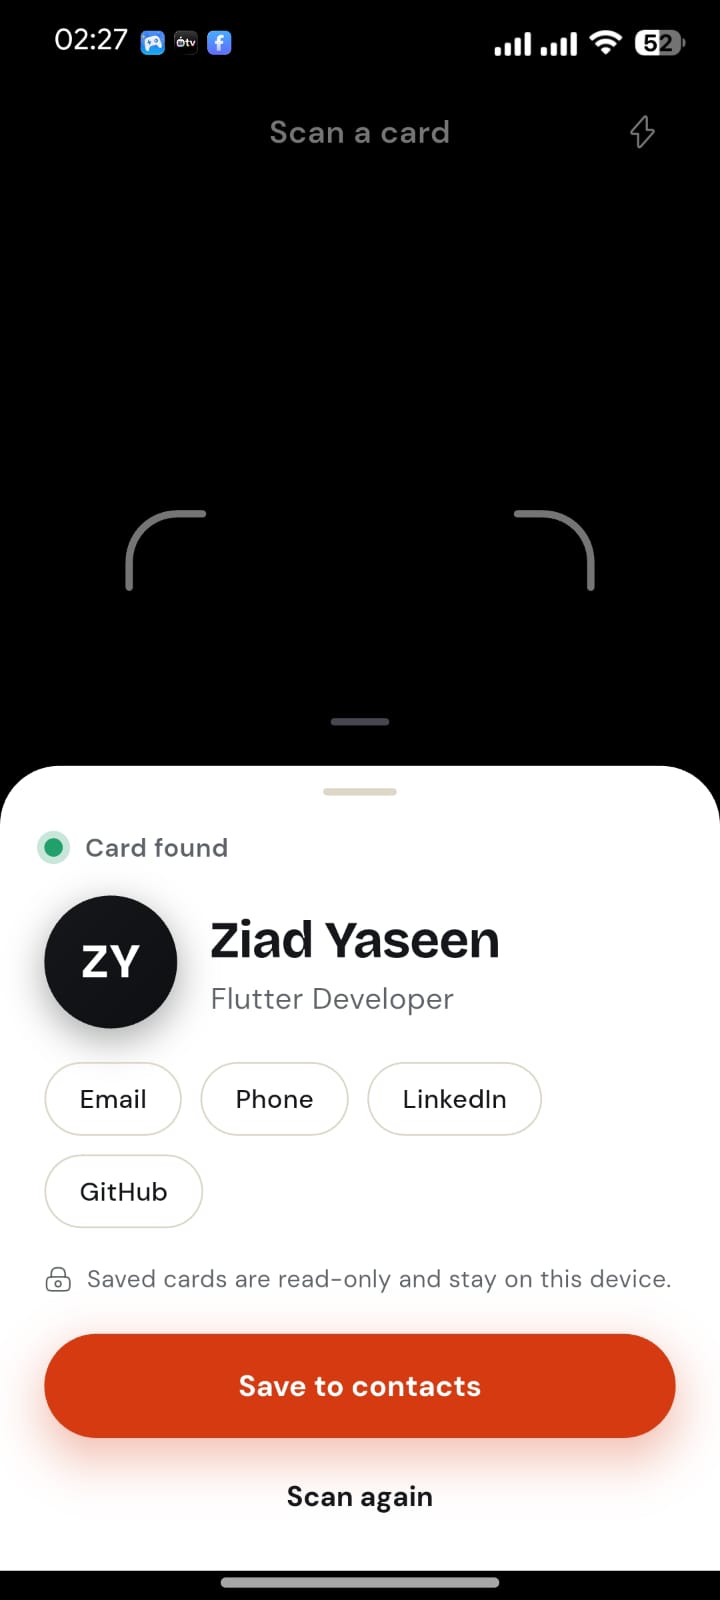 02:27
tv
52
Scan a card
Card found
ZY
Ziad Yaseen
Flutter Developer
Email Phone LinkedIn
GitHub
Saved cards are read-only and stay on this device.
Save to contacts
Scan again